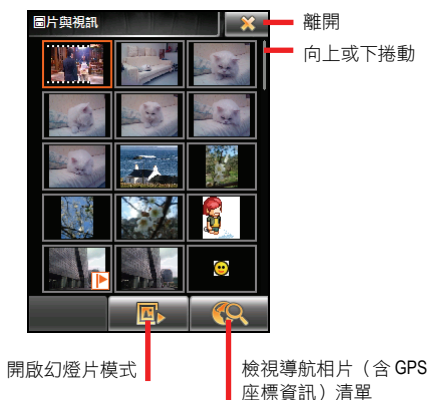 圖片與視訊
離開
向上或下捲動
開啟幻燈片模式
檢視導航相片（含 GPS
座標資訊）清單